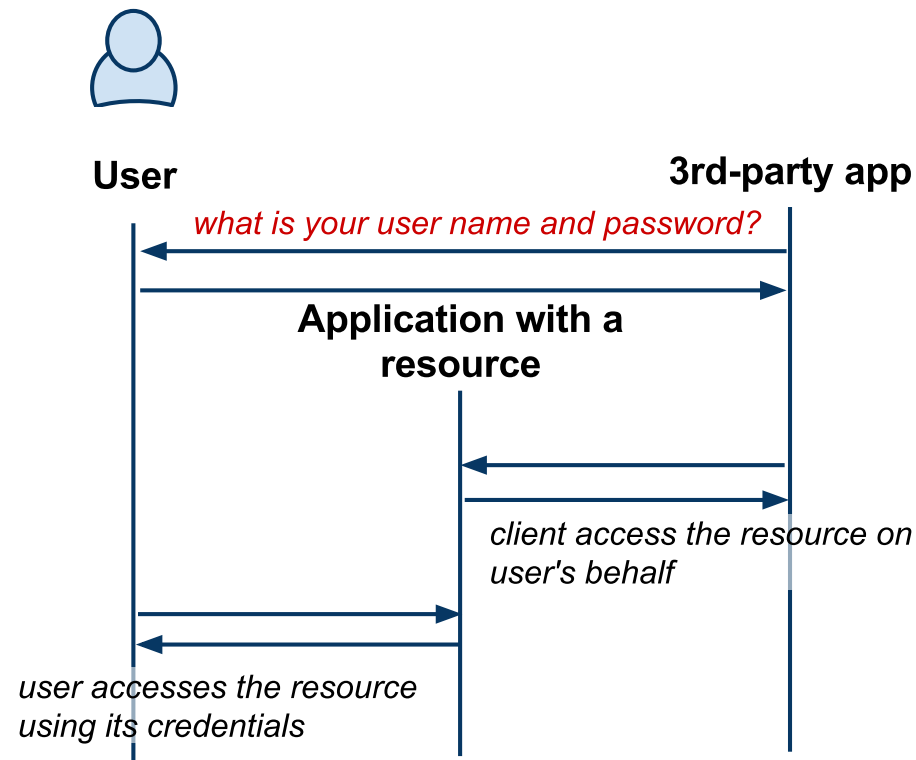 User
3rd-party app
what is your user name and password?
Application with a
resource
client access the resource on
user's behalf
user accesses the resource
using its credentials